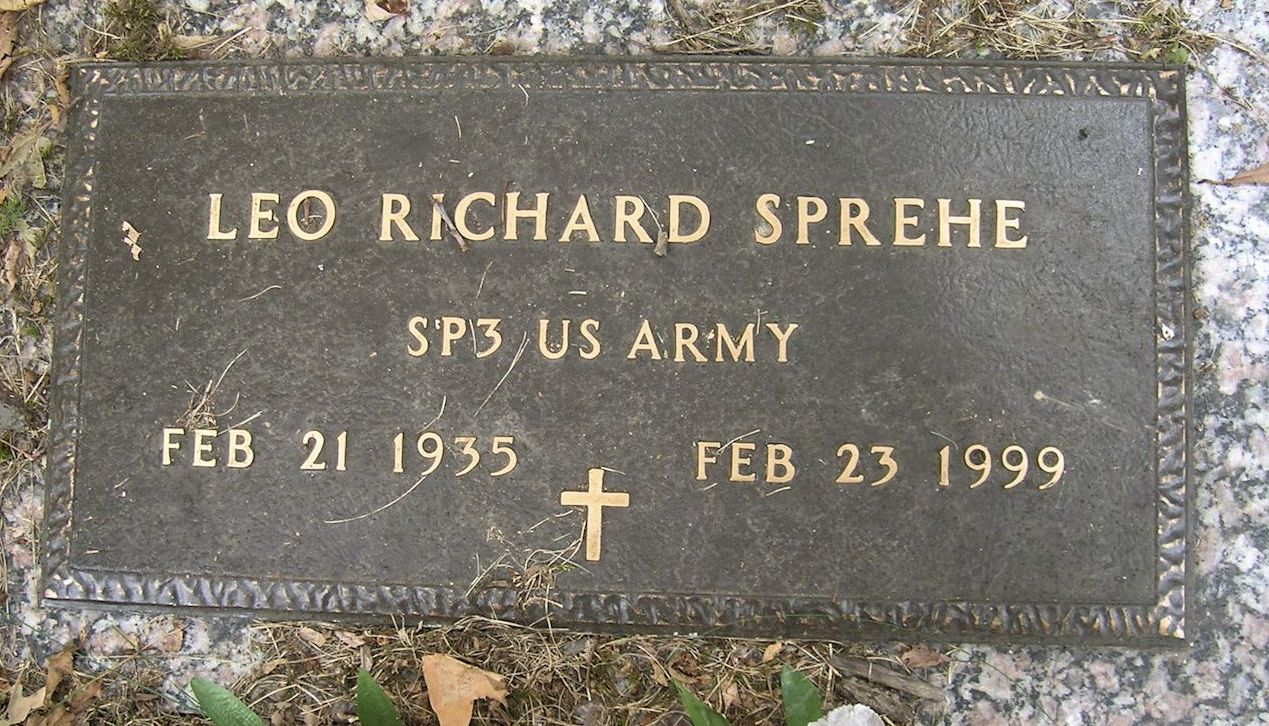 LEO RICHARD SPREHE
SP3 US ARMY
FEB 21 1935 FEB 23 1999